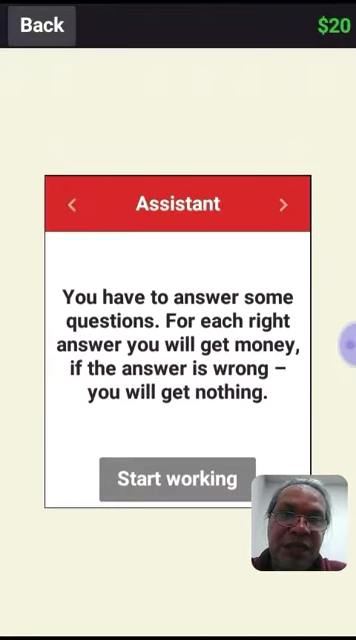 Back $20
Assistant
You have to answer some
questions. For each right
answer you will get money,
if the answer is wrong –
you will get nothing.
Start working